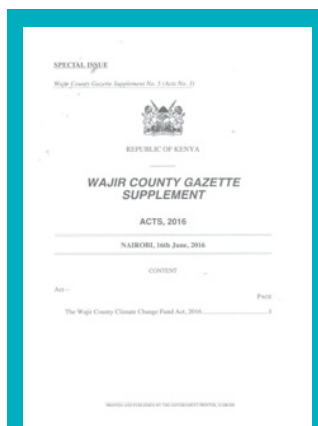 SPECIAL ISSUE
Wajir County Gazette Supplement No. 5 (Acts No. 3)
REPUBLIC OF KENYA
WAJIR COUNTY GAZETTE
SUPPLEMENT
ACTS, 2016
NAIROBI, 16th June, 2016
CONTENT
Act—
PAGE
The Wajir County Climate Change Fund Act, 2016
PRINTED AND PUBLISHED BY THE GOVERNMENT PRINTER, NAIROBI